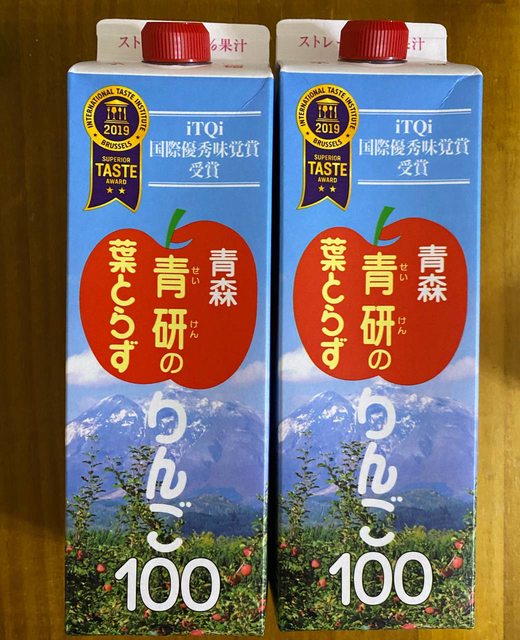 スト
%果汁
INTERNATIONAL TASTE INSTITUTE
2019
BRUSSELS
SUPERIOR
TASTE
AWARD
iTQi
国際優秀味覚賞
受賞
青森
青研の
せいけん
葉とらず
りんご
100
ストレー
果汁
INTERNATIONAL TASTE INSTITUTE
2019
BRUSSELS
SUPERIOR
TASTE
AWARD
iTQi
国際優秀味覚賞
受賞
青森
青研の
せいけん
葉とらず
りんご
100